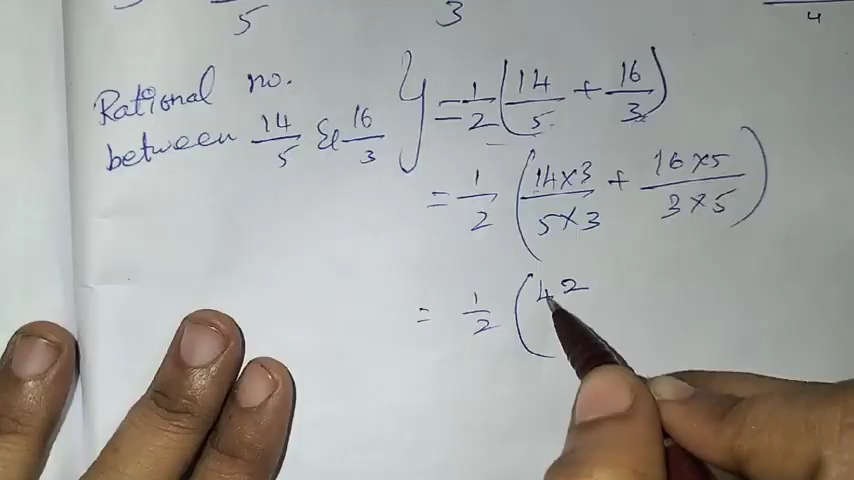 5 3 4
Rational no. between 14/5 & 16/3 } = 1/2 (14/5 + 16/3)
= 1/2 (14×3/5×3 + 16×5/3×5)
= 1/2 (42